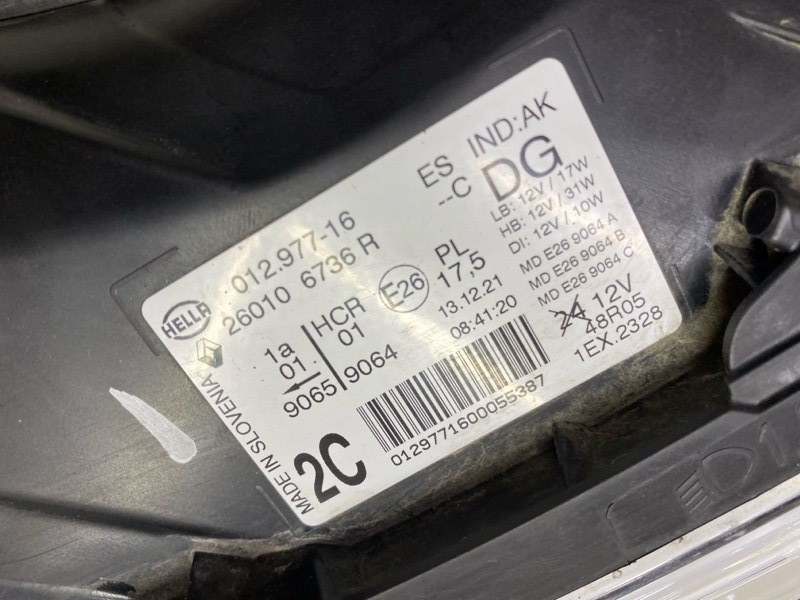 HELLA
012.977-16
26010 6736 R
ES IND:AK
--C DG
LB: 12V / 17W
HB: 12V / 31W
DI: 12V / 10W
MD E26 9064 A
MD E26 9064 B
MD E26 9064 C
1a
01
9065
HCR
01
9064
E26
PL
17,5
13.12.21
08:41:20
24 12V
48R05
1EX.2328
MADE IN SLOVENIA
2C
0129771600055387